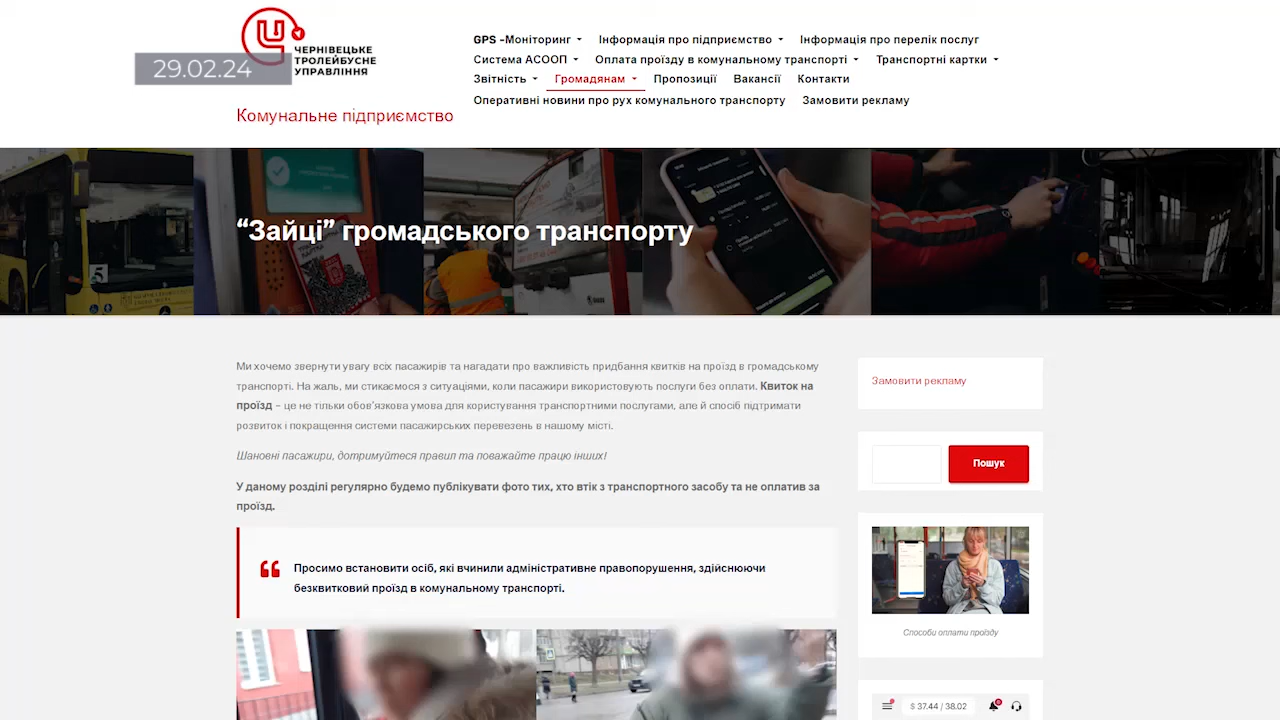 29.02.24
ЧЕРНІВЕЦЬКЕ
ТРОЛЕЙБУСНЕ
УПРАВЛІННЯ
Комунальне підприємство
GPS -Моніторинг
Інформація про підприємство
Інформація про перелік послуг
Система АСООП
Оплата проїзду в комунальному транспорті
Транспортні картки
Звітність
Громадянам
Пропозиції
Вакансії
Контакти
Оперативні новини про рух комунального транспорту
Замовити рекламу
5
“Зайці” громадського транспорту
Ми хочемо звернути увагу всіх пасажирів та нагадати про важливість придбання квитків на проїзд в громадському
транспорті. На жаль, ми стикаємося з ситуаціями, коли пасажири використовують послуги без оплати. Квиток на
проїзд – це не тільки обов’язкова умова для користування транспортними послугами, але й спосіб підтримати
розвиток і покращення системи пасажирських перевезень в нашому місті.
Шановні пасажири, дотримуйтеся правил та поважайте працю інших!
У даному розділі регулярно будемо публікувати фото тих, хто втік з транспортного засобу та не оплатив за
проїзд.
Просимо встановити осіб, які вчинили адміністративне правопорушення, здійснюючи
безквитковий проїзд в комунальному транспорті.
Замовити рекламу
Пошук
Способи оплати проїзду
$ 37.44 / 38.02